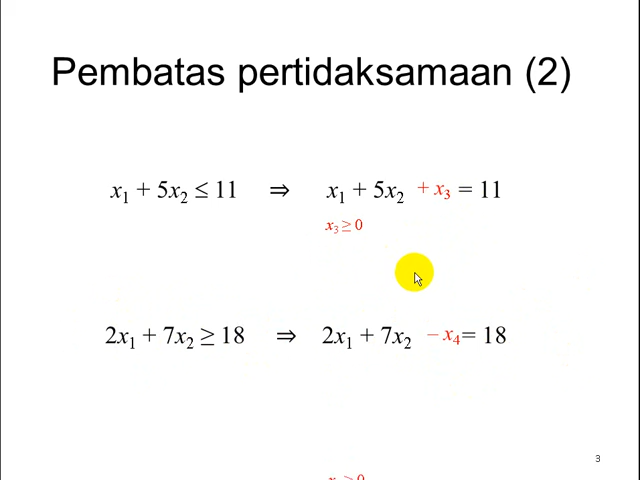 Pembatas pertidaksamaan (2)
x₁ + 5x₂ ≤ 11 ⇒ x₁ + 5x₂ + x₃ = 11
x₃ ≥ 0
2x₁ + 7x₂ ≥ 18 ⇒ 2x₁ + 7x₂ − x₄ = 18
3